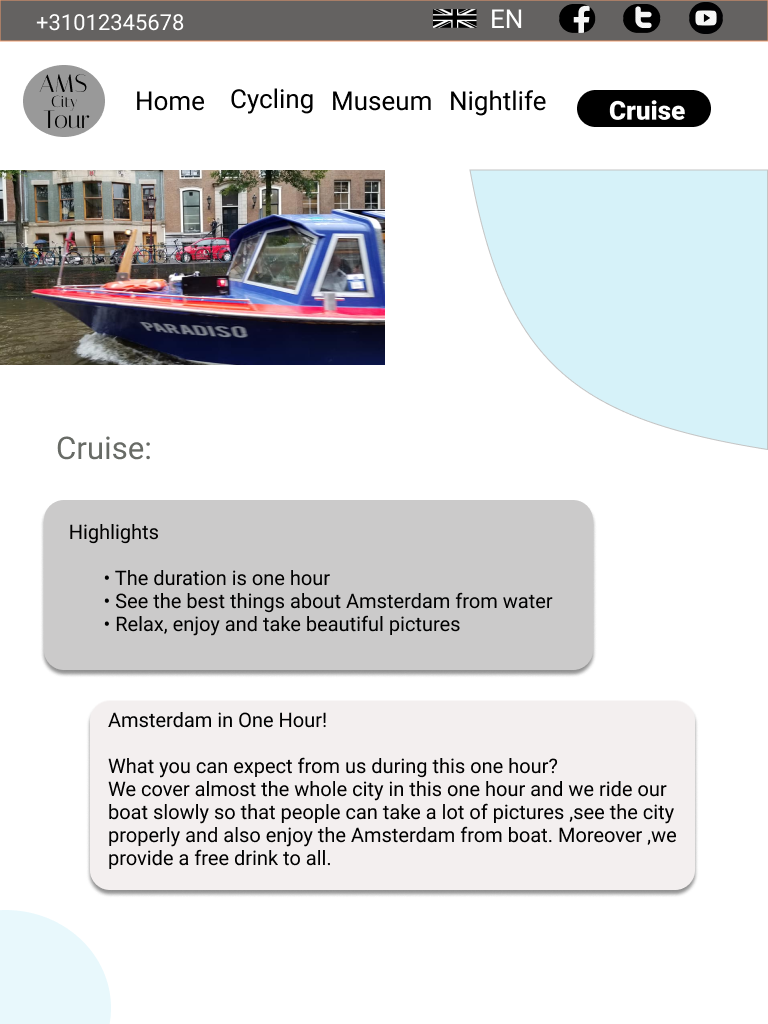 +31012345678
EN
AMS
City
Tour
Home Cycling Museum Nightlife Cruise
PARADISO
Cruise:
Highlights
• The duration is one hour
• See the best things about Amsterdam from water
• Relax, enjoy and take beautiful pictures
Amsterdam in One Hour!
What you can expect from us during this one hour?
We cover almost the whole city in this one hour and we ride our
boat slowly so that people can take a lot of pictures ,see the city
properly and also enjoy the Amsterdam from boat. Moreover ,we
provide a free drink to all.